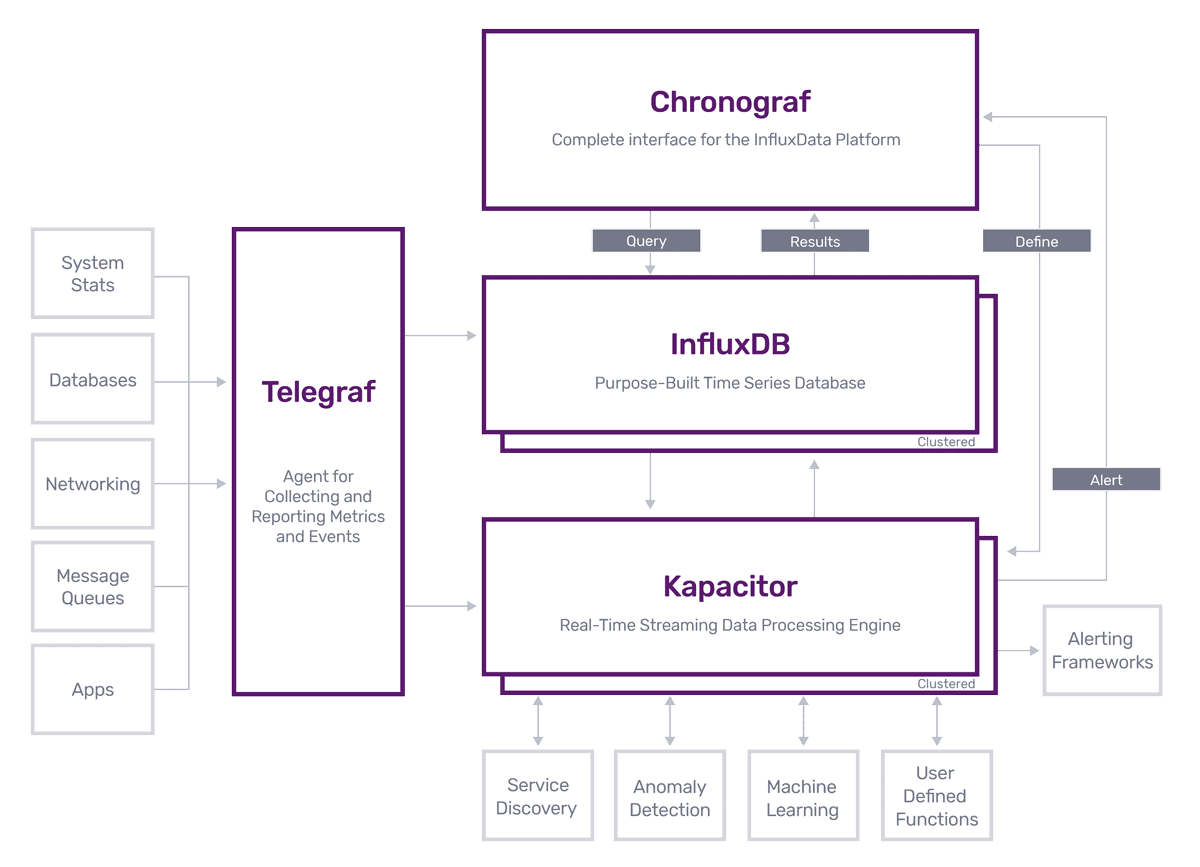 Chronograf
Complete interface for the InfluxData Platform
Query
Results
Define
System
Stats
Databases
Networking
Message
Queues
Apps
Telegraf
Agent for
Collecting and
Reporting Metrics
and Events
InfluxDB
Purpose-Built Time Series Database
Clustered
Alert
Kapacitor
Real-Time Streaming Data Processing Engine
Clustered
Alerting
Frameworks
Service
Discovery
Anomaly
Detection
Machine
Learning
User
Defined
Functions